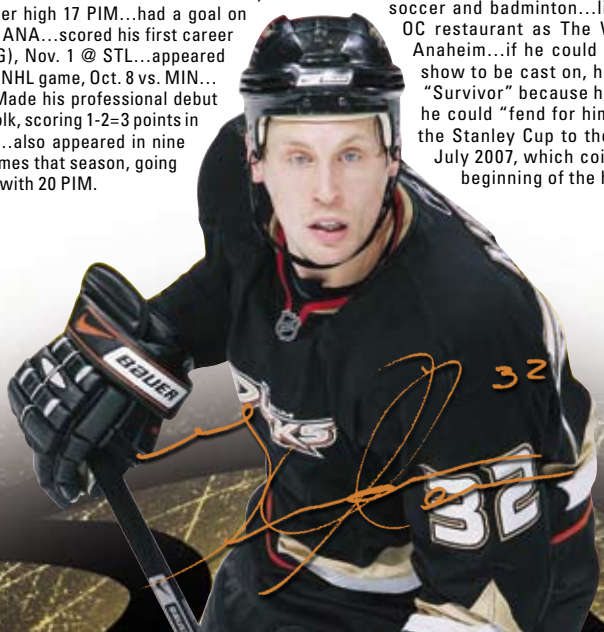 er high 17 PIM...had a goal on
ANA...scored his first career
G), Nov. 1 @ STL...appeared
NHL game, Oct. 8 vs. MIN...
Made his professional debut
lk, scoring 1-2=3 points in
...also appeared in nine
mes that season, going
with 20 PIM.
soccer and badminton...li
OC restaurant as The V
Anaheim...if he could
show to be cast on, h
"Survivor" because h
he could "fend for him
the Stanley Cup to the
July 2007, which coi
beginning of the h
BAUER
32
32